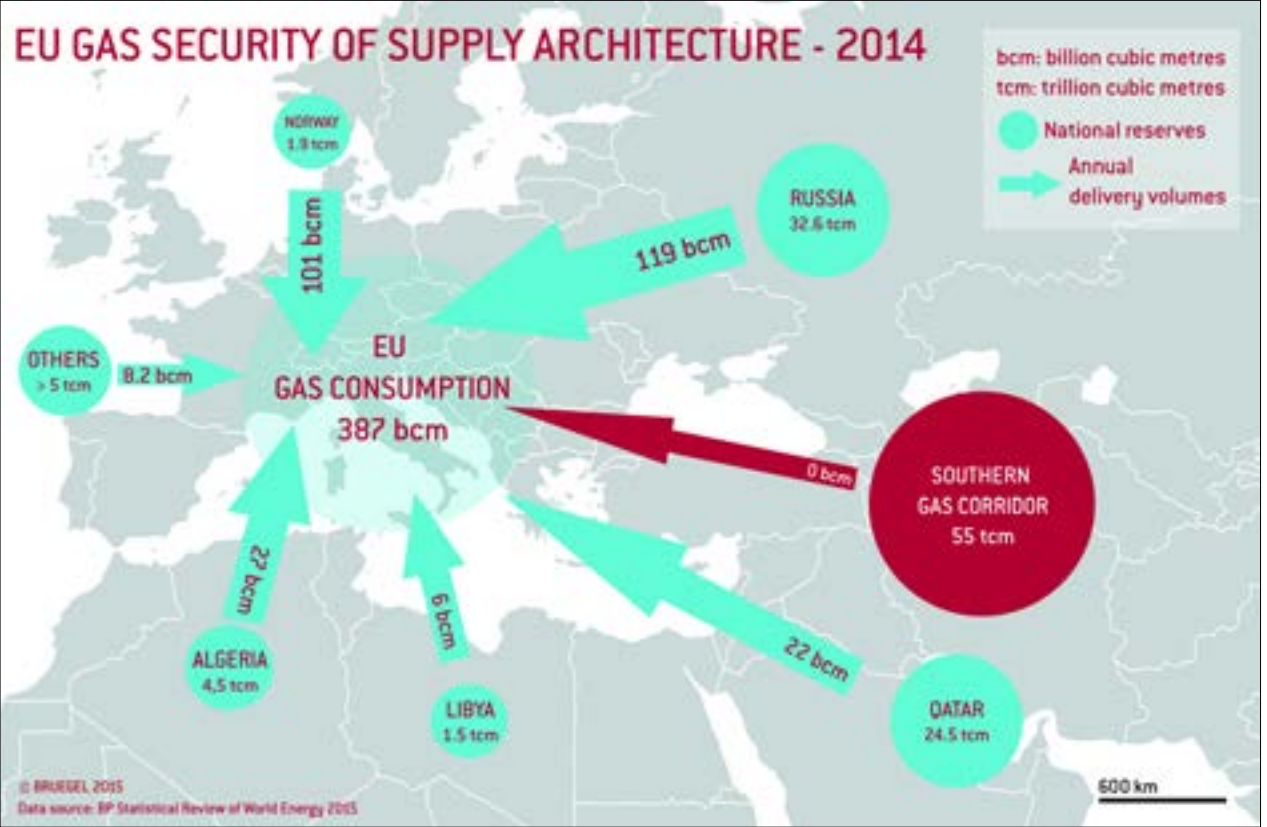 EU GAS SECURITY OF SUPPLY ARCHITECTURE - 2014
bcm: billion cubic metres
tcm: trillion cubic metres
National reserves
Annual
delivery volumes
NORWAY
1.9 tcm
101 bcm
RUSSIA
32.6 tcm
119 bcm
OTHERS
> 5 tcm
8.2 bcm
EU
GAS CONSUMPTION
387 bcm
0 bcm
SOUTHERN
GAS CORRIDOR
55 tcm
27 bcm
ALGERIA
4,5 tcm
6 bcm
LIBYA
1.5 tcm
22 bcm
QATAR
24.5 tcm
© BRUEGEL 2015
Data source: BP Statistical Review of World Energy 2015
600 km